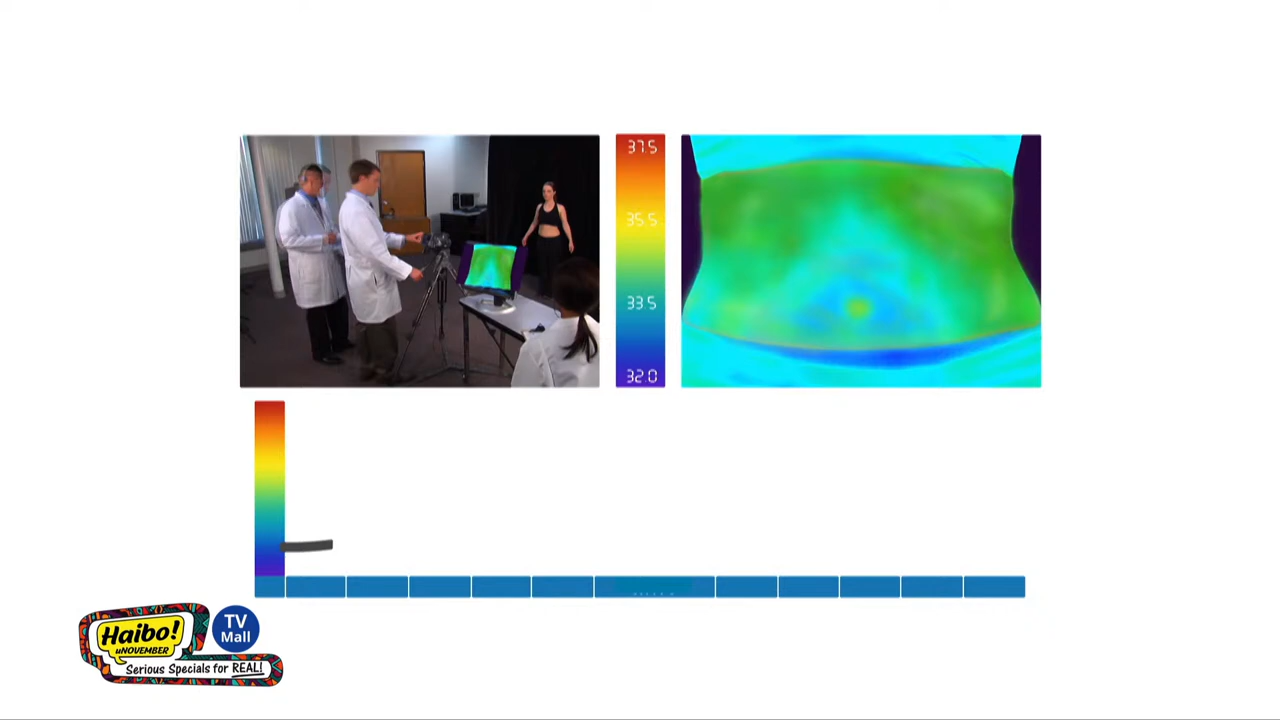 37.5
35.5
33.5
32.0
Haibo!
uNOVEMBER
Serious Specials for REAL!
TV
Mall